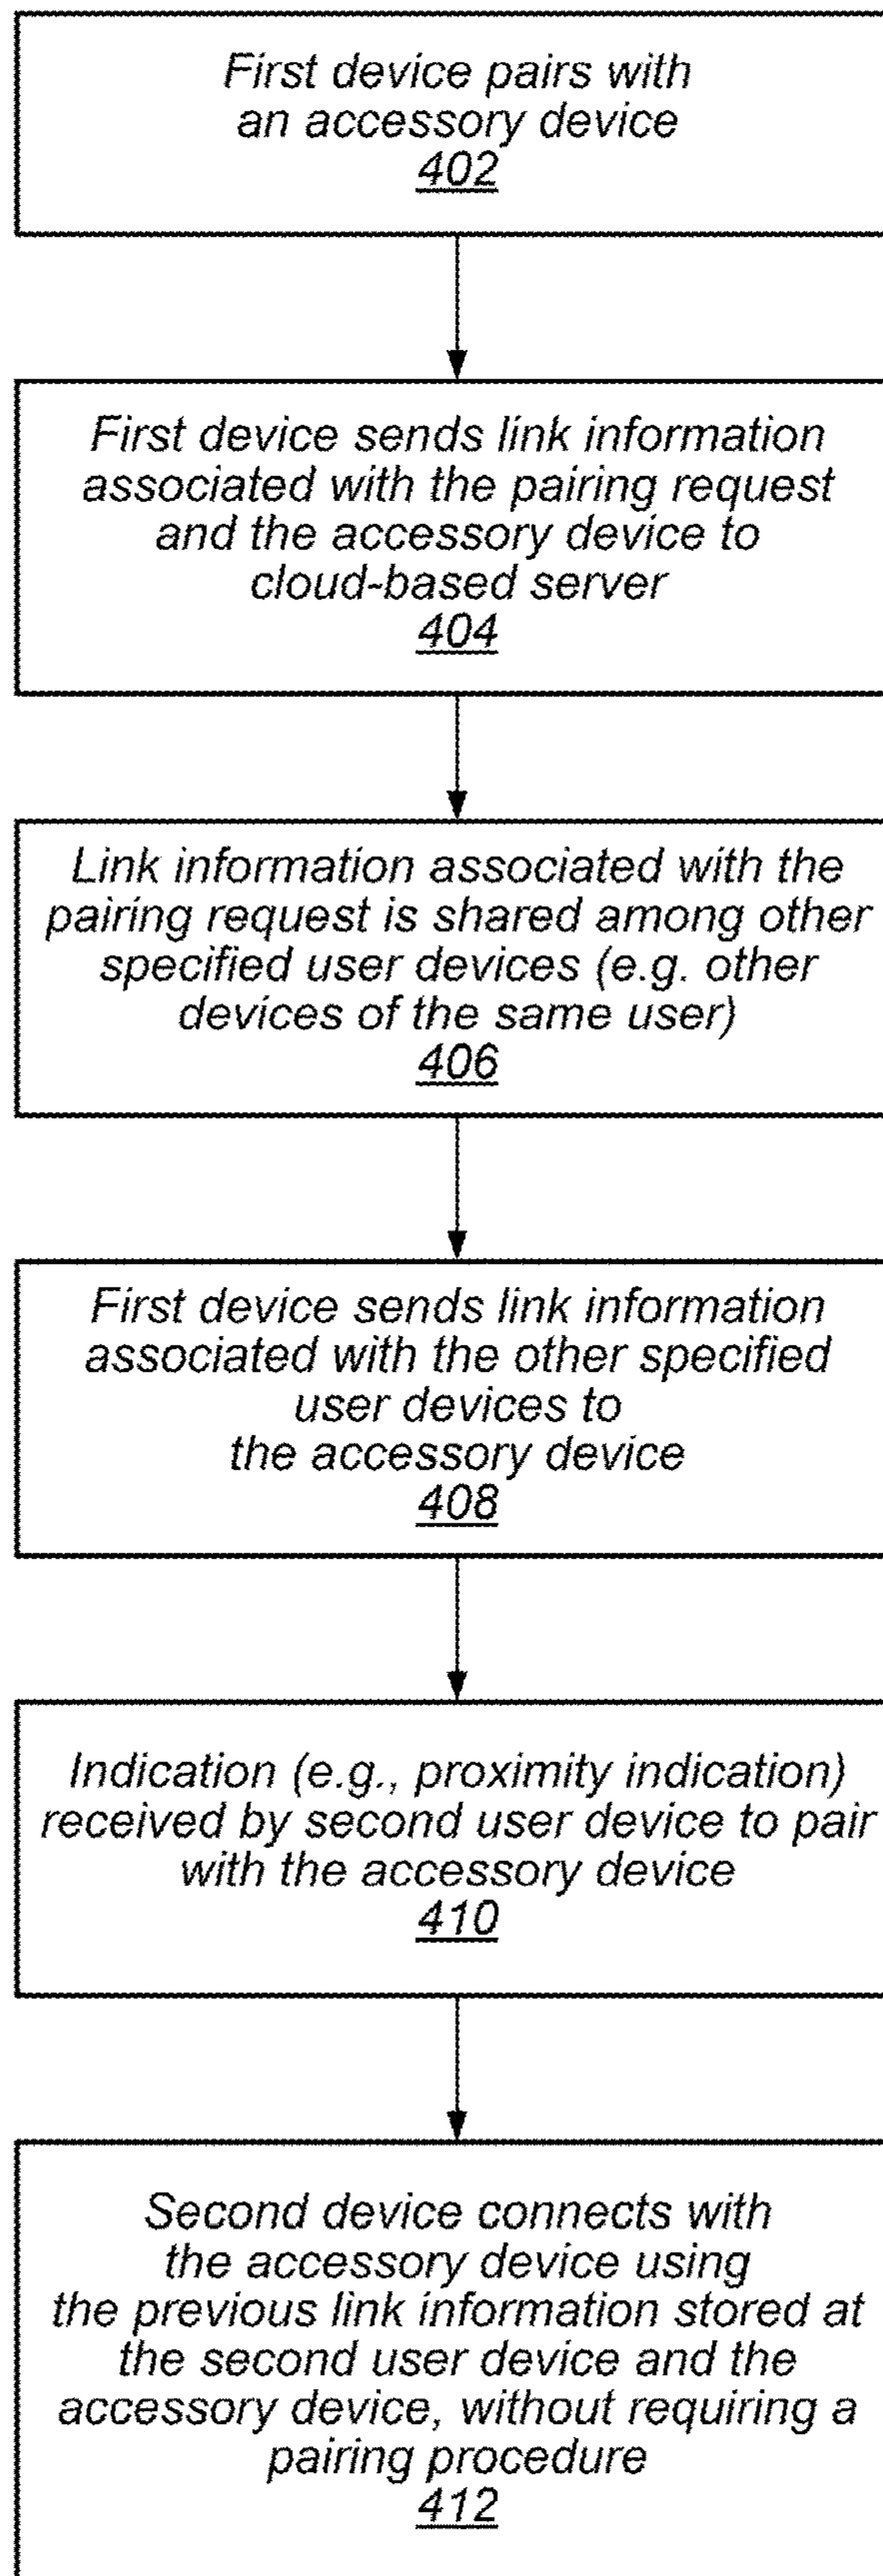 First device pairs with
an accessory device
402
First device sends link information
associated with the pairing request
and the accessory device to
cloud-based server
404
Link information associated with the
pairing request is shared among other
specified user devices (e.g. other
devices of the same user)
406
First device sends link information
associated with the other specified
user devices to
the accessory device
408
Indication (e.g., proximity indication)
received by second user device to pair
with the accessory device
410
Second device connects with
the accessory device using
the previous link information stored at
the second user device and the
accessory device, without requiring a
pairing procedure
412